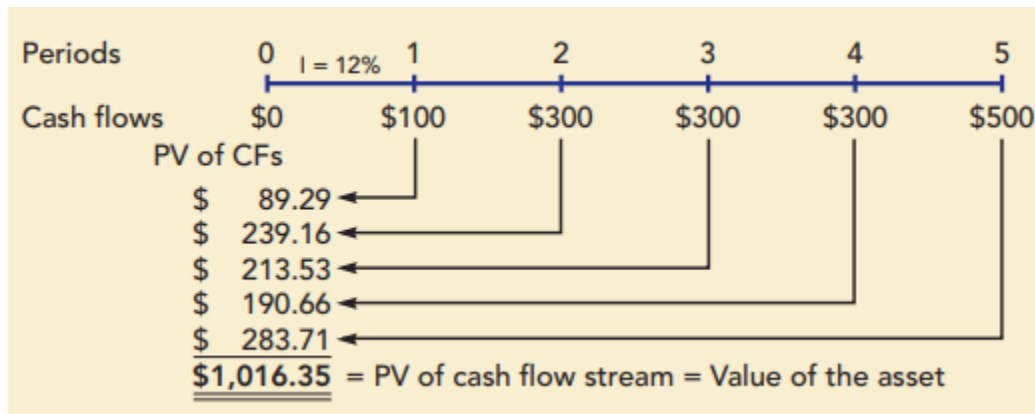 Periods 0 1 2 3 4 5
I = 12%
Cash flows $0 $100 $300 $300 $300 $500
PV of CFs
$ 89.29
$ 239.16
$ 213.53
$ 190.66
$ 283.71
$1,016.35 = PV of cash flow stream = Value of the asset